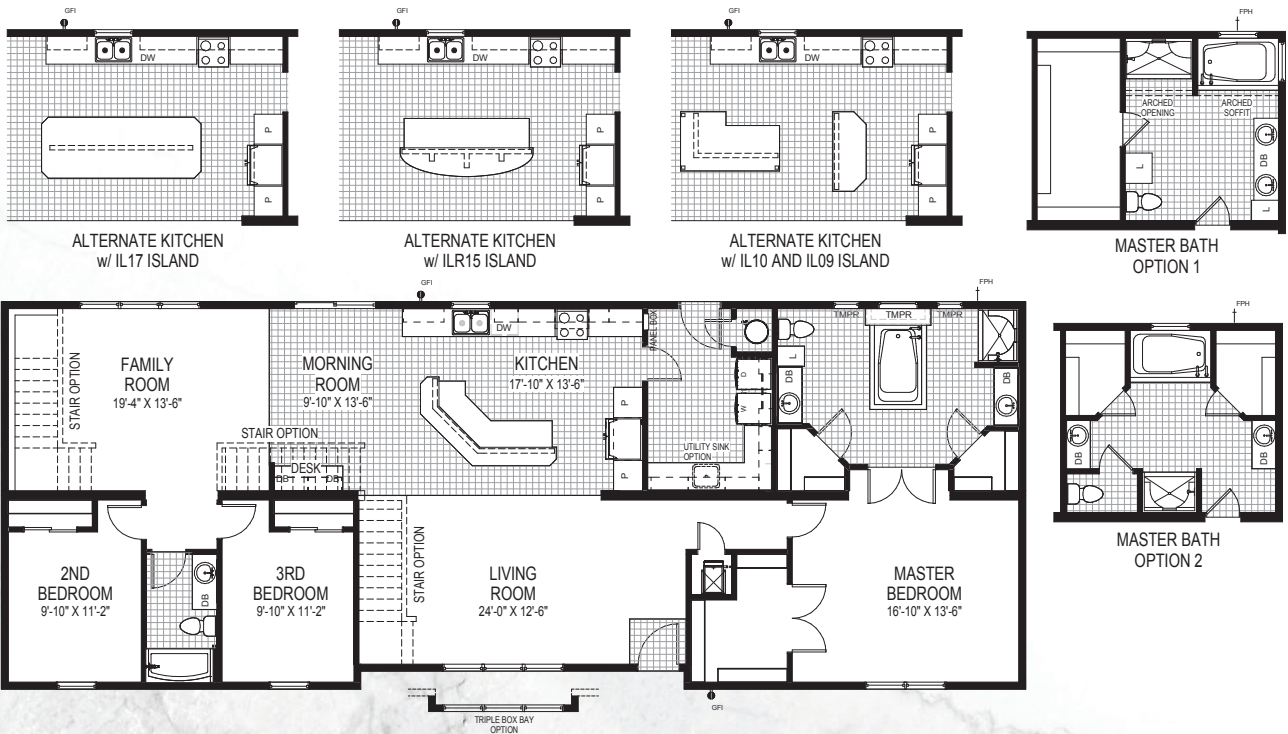 GFI
DW
P
P
ALTERNATE KITCHEN
w/ IL17 ISLAND
GFI
DW
P
P
ALTERNATE KITCHEN
w/ ILR15 ISLAND
GFI
DW
P
P
ALTERNATE KITCHEN
w/ IL10 AND IL09 ISLAND
FPH
ARCHED
OPENING
ARCHED
SOFFIT
DB
L
L
MASTER BATH
OPTION 1
GFI
FPH
STAIR OPTION
FAMILY
ROOM
19'-4" X 13'-6"
MORNING
ROOM
9'-10" X 13'-6"
STAIR OPTION
DESK
DB
DB
DW
KITCHEN
17'-10" X 13'-6"
P
P
PANEL BOX
D
W
UTILITY SINK
OPTION
TMPR
TMPR
TMPR
L
DB
DB
2ND
BEDROOM
9'-10" X 11'-2"
DB
3RD
BEDROOM
9'-10" X 11'-2"
STAIR OPTION
LIVING
ROOM
24'-0" X 12'-6"
MASTER
BEDROOM
16'-10" X 13'-6"
GFI
TRIPLE BOX BAY
OPTION
FPH
DB
DB
MASTER BATH
OPTION 2